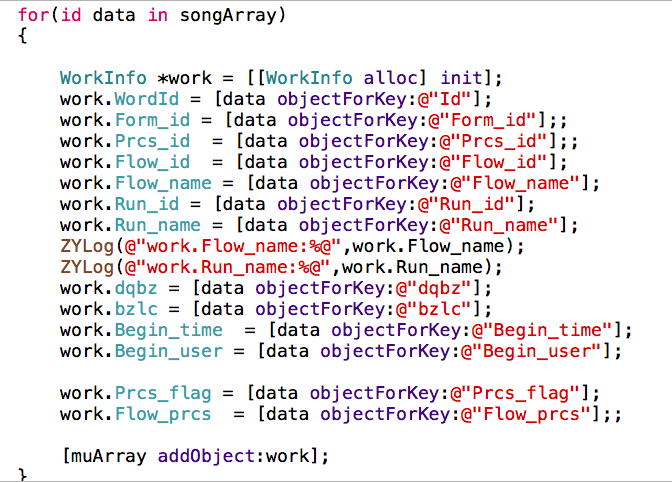 for(id data in songArray)
{
WorkInfo *work = [[WorkInfo alloc] init];
work.WordId = [data objectForKey:@"Id"];
work.Form_id = [data objectForKey:@"Form_id"];;
work.Prcs_id  = [data objectForKey:@"Prcs_id"];;
work.Flow_id  = [data objectForKey:@"Flow_id"];
work.Flow_name = [data objectForKey:@"Flow_name"];
work.Run_id = [data objectForKey:@"Run_id"];
work.Run_name = [data objectForKey:@"Run_name"];
ZYLog(@"work.Flow_name:%@",work.Flow_name);
ZYLog(@"work.Run_name:%@",work.Run_name);
work.dqbz = [data objectForKey:@"dqbz"];
work.bzlc = [data objectForKey:@"bzlc"];
work.Begin_time  = [data objectForKey:@"Begin_time"];
work.Begin_user = [data objectForKey:@"Begin_user"];
work.Prcs_flag = [data objectForKey:@"Prcs_flag"];
work.Flow_prcs  = [data objectForKey:@"Flow_prcs"];;
[muArray addObject:work];
}